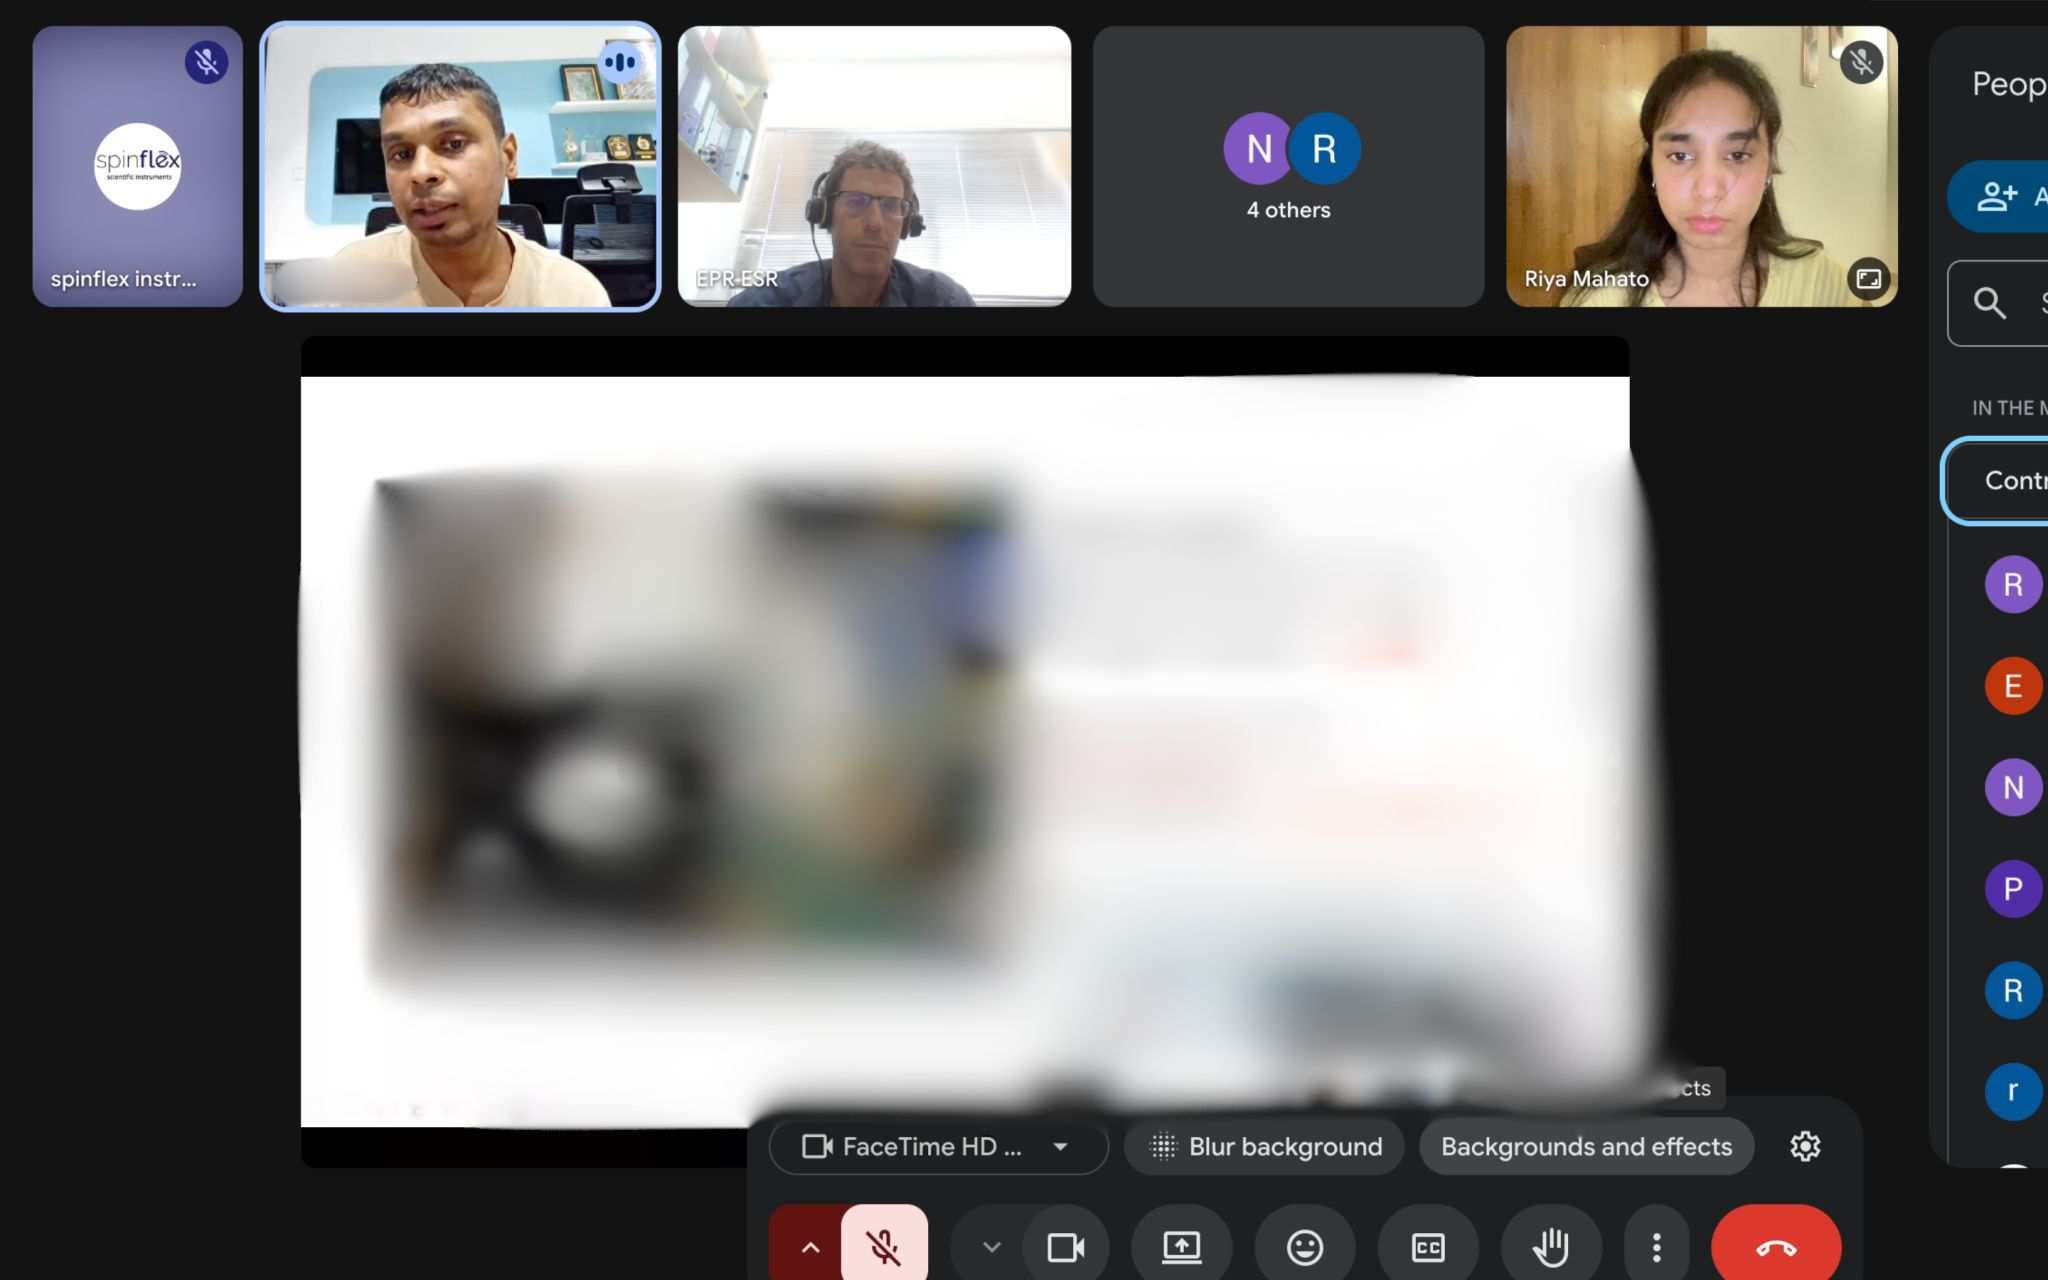 spinflex
scientific instruments
spinflex instr...
EPR-ESR
N R
4 others
Riya Mahato
Peop
A
S
IN THE M
Contr
R
E
N
P
R
r
cts
FaceTime HD ...
Blur background
Backgrounds and effects
CC